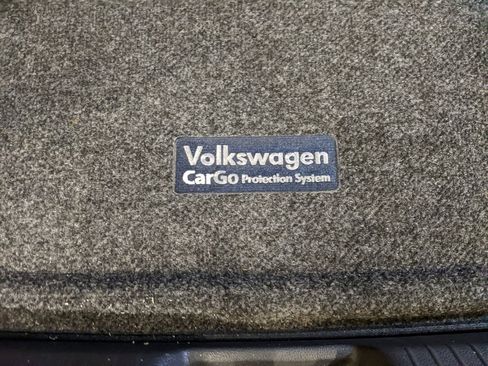 Volkswagen
CarGo Protection System